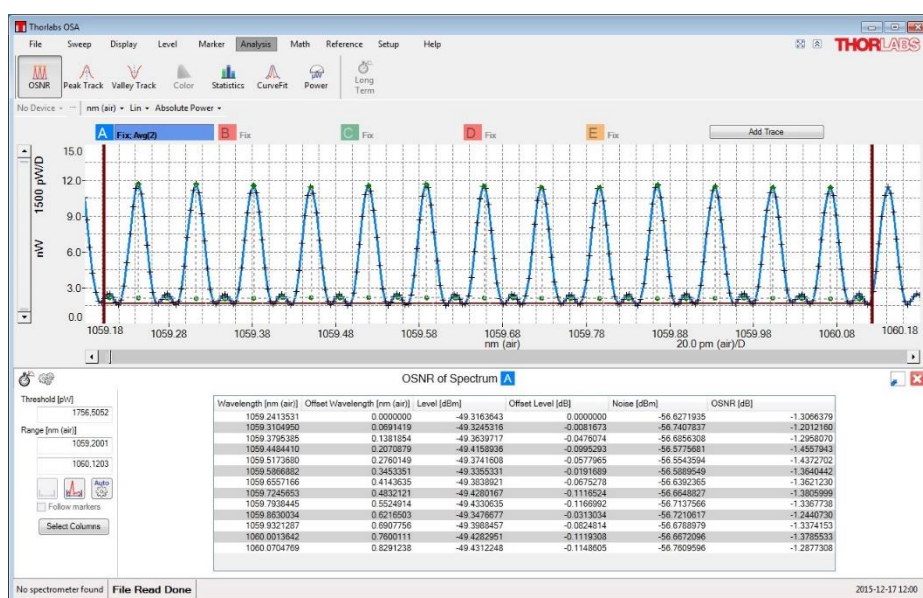 Thorlabs OSA
File Sweep Display Level Marker Analysis Math Reference Setup Help
THORLABS
OSNR Peak Track Valley Track Color Statistics CurveFit Power Long Term
No Device nm (air) Lin Absolute Power
A Fix; Avg(2) B Fix C Fix D Fix E Fix Add Trace
15.0
12.0
9.0
6.0
3.0
0.0
1500 pW/D
nW
1059.18 1059.28 1059.38 1059.48 1059.58 1059.68 1059.78 1059.88 1059.98 1060.08 1060.18
nm (air) 20.0 pm (air)/D
OSNR of Spectrum A
Threshold [pW]
1756,5052
Range [nm (air)]
1059,2001
1060,1203
Auto
Follow markers
Select Columns
Wavelength [nm (air)] Offset Wavelength [nm (air)] Level [dBm] Offset Level [dB] Noise [dBm] OSNR [dB]
1059.2413531 0.0000000 -49.3163643 0.0000000 -56.6271935 -1.3066379
1059.3104950 0.0691419 -49.3245316 -0.0081673 -56.7407837 -1.2012160
1059.3795385 0.1381854 -49.3639717 -0.0476074 -56.6856308 -1.2958070
1059.4484410 0.2070879 -49.4158936 -0.0995293 -56.5775681 -1.4557943
1059.5173680 0.2760149 -49.3741608 -0.0577965 -56.5543594 -1.4372702
1059.5866882 0.3453351 -49.3355331 -0.0191689 -56.5889549 -1.3640442
1059.6557166 0.4143635 -49.3838921 -0.0675278 -56.6392365 -1.3621230
1059.7245653 0.4832121 -49.4280167 -0.1116524 -56.6648827 -1.3805999
1059.7938445 0.5524914 -49.4330635 -0.1166992 -56.7137566 -1.3367738
1059.8630034 0.6216503 -49.3476677 -0.0313034 -56.7210617 -1.2440730
1059.9321287 0.6907756 -49.3988457 -0.0824814 -56.6788979 -1.3374153
1060.0013642 0.7600111 -49.4282951 -0.1119308 -56.6672096 -1.3785533
1060.0704769 0.8291238 -49.4312248 -0.1148605 -56.7609596 -1.2877308
No spectrometer found File Read Done 2015-12-17 12:00